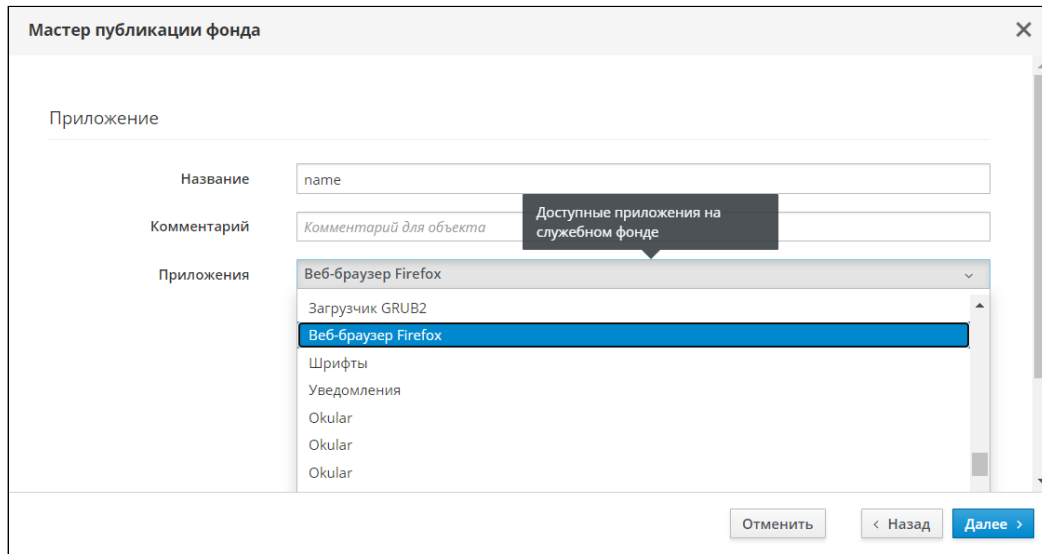 Мастер публикации фонда
Приложение
Название
name
Комментарий
Комментарий для объекта
Доступные приложения на
служебном фонде
Приложения
Веб-браузер Firefox
Загрузчик GRUB2
Веб-браузер Firefox
Шрифты
Уведомления
Okular
Okular
Okular
Отменить
Назад
Далее